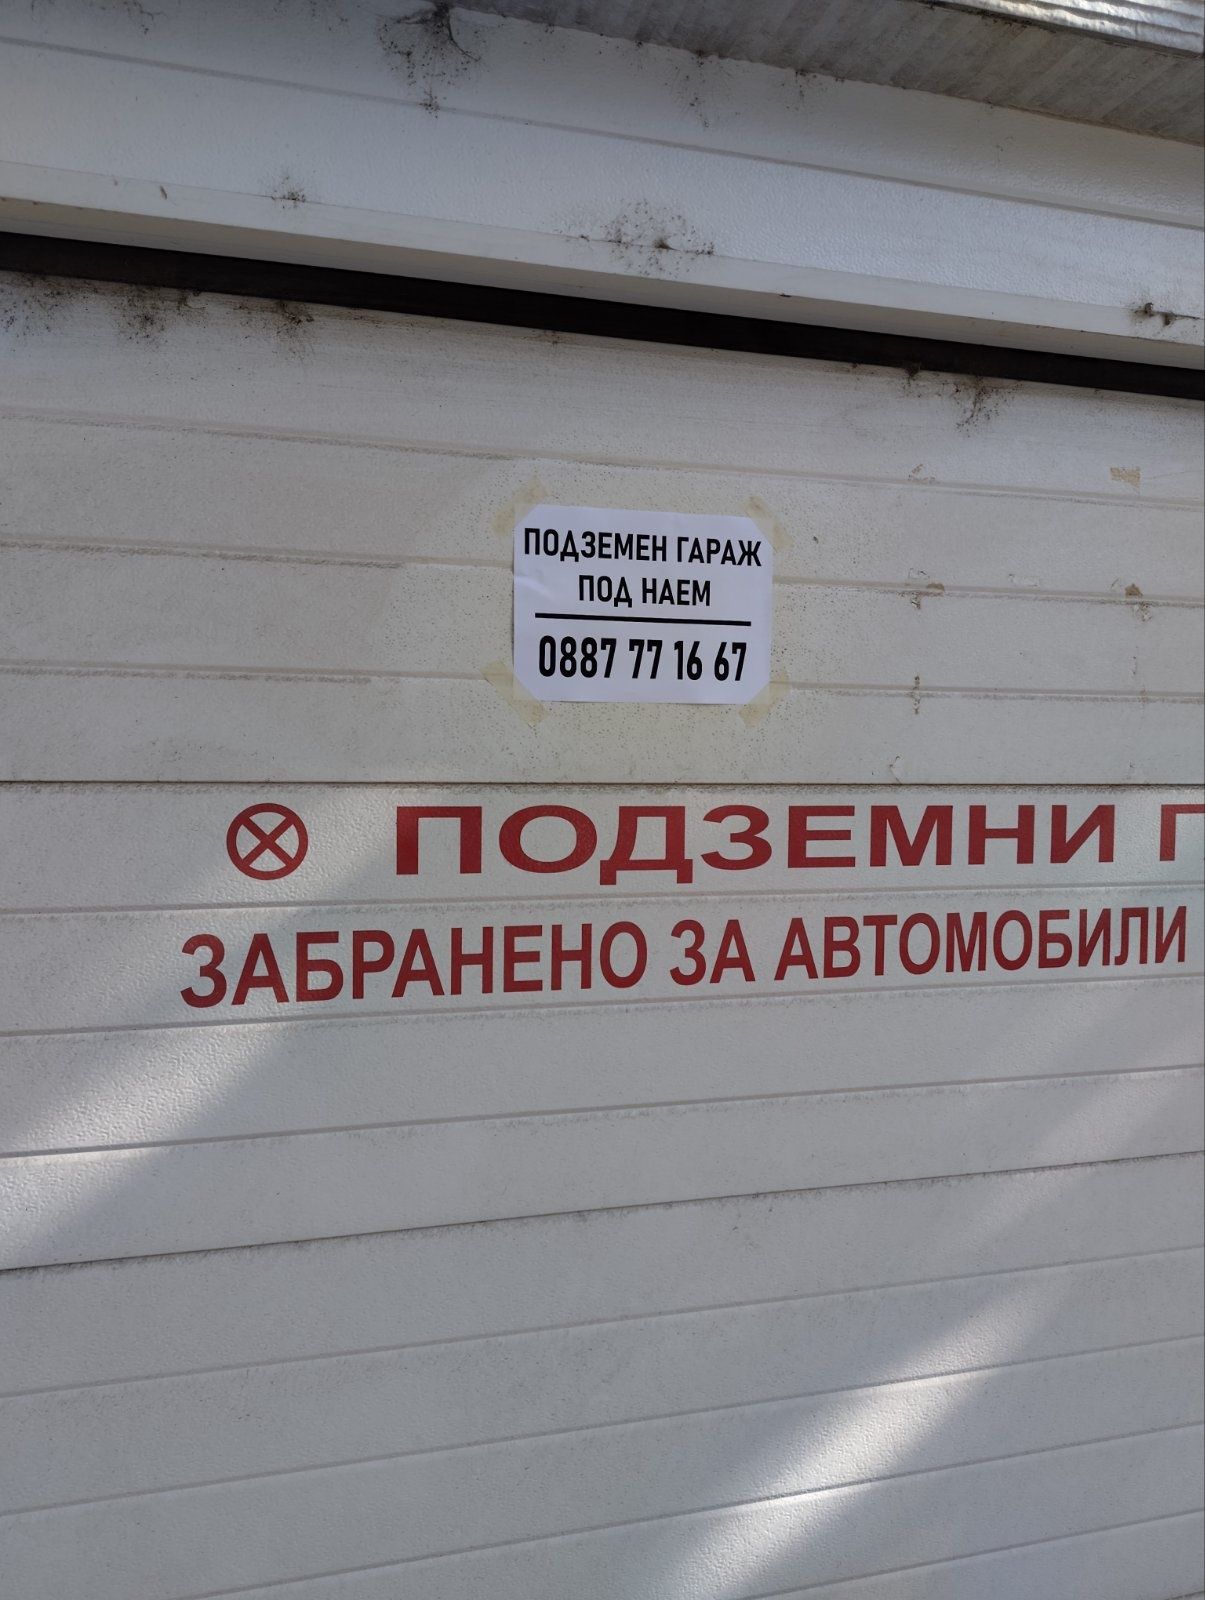 ПОДЗЕМЕН ГАРАЖ
ПОД НАЕМ
0887 77 16 67
ПОДЗЕМНИ Г
ЗАБРАНЕНО ЗА АВТОМОБИЛИ